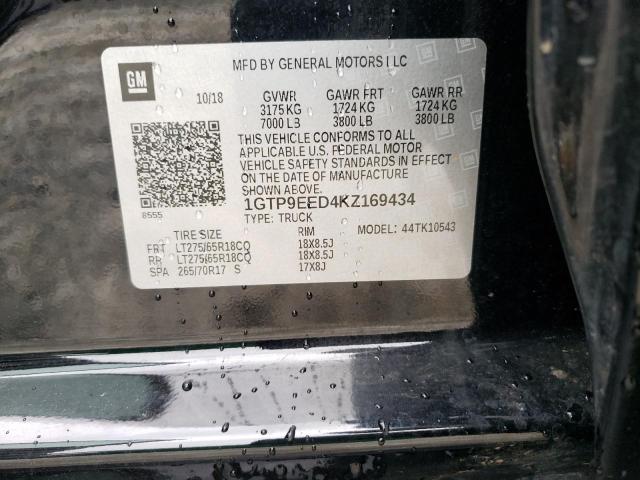 GM
MFD BY GENERAL MOTORS LLC
10/18
GVWR GAWR FRT GAWR RR
3175 KG 1724 KG 1724 KG
7000 LB 3800 LB 3800 LB
THIS VEHICLE CONFORMS TO ALL
APPLICABLE U.S. FEDERAL MOTOR
VEHICLE SAFETY STANDARDS IN EFFECT
ON THE DATE OF MANUFACTURE
SHOWN ABOVE.
8555
1GTP9EED4KZ169434
TYPE: TRUCK MODEL: 44TK10543
TIRE SIZE RIM
FRT LT275/65R18CQ 18X8.5J
RR LT275/65R18CQ 18X8.5J
SPA 265/70R17 S 17X8J